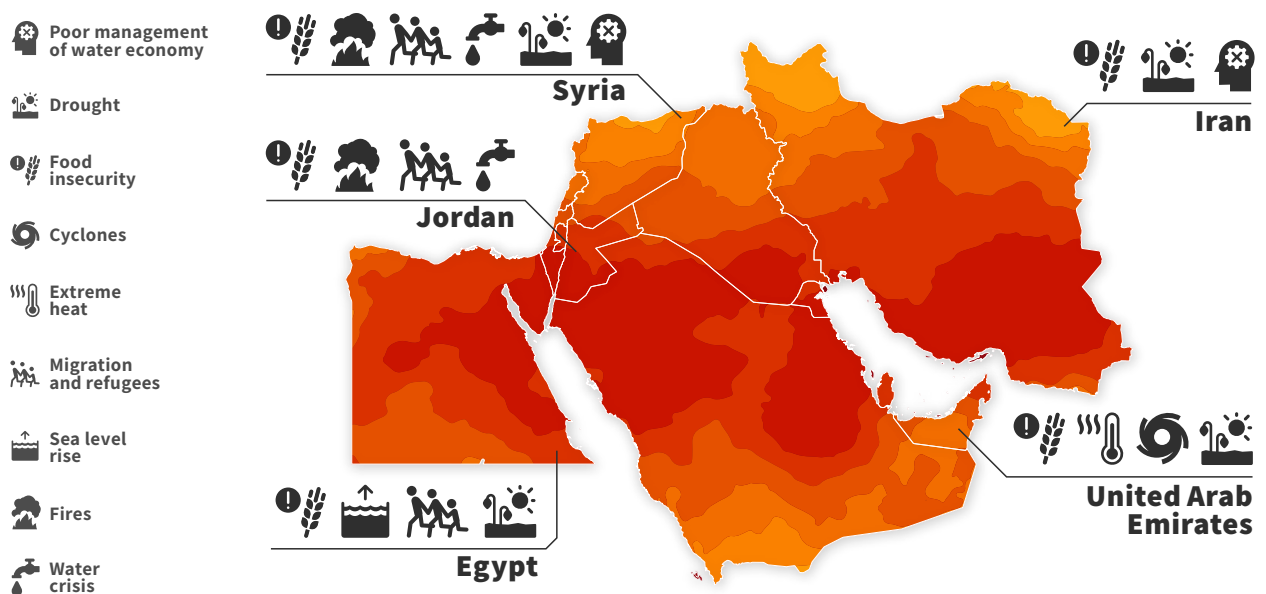 Poor management
of water economy
Drought
Food
insecurity
Cyclones
Extreme
heat
Migration
and refugees
Sea level
rise
Fires
Water
crisis
Syria
Jordan
Egypt
Iran
United Arab
Emirates